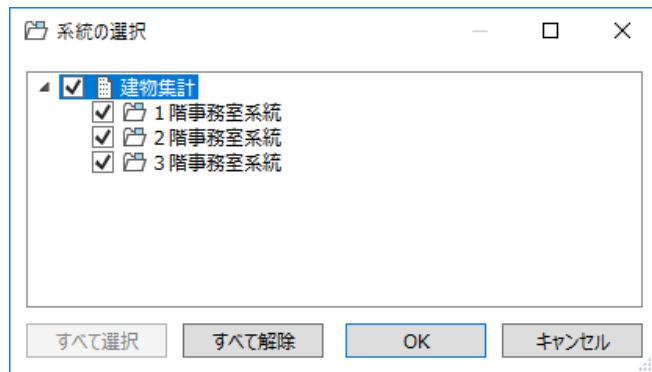 系統の選択
建物集計
1階事務室系統
2階事務室系統
3階事務室系統
すべて選択 すべて解除 OK キャンセル